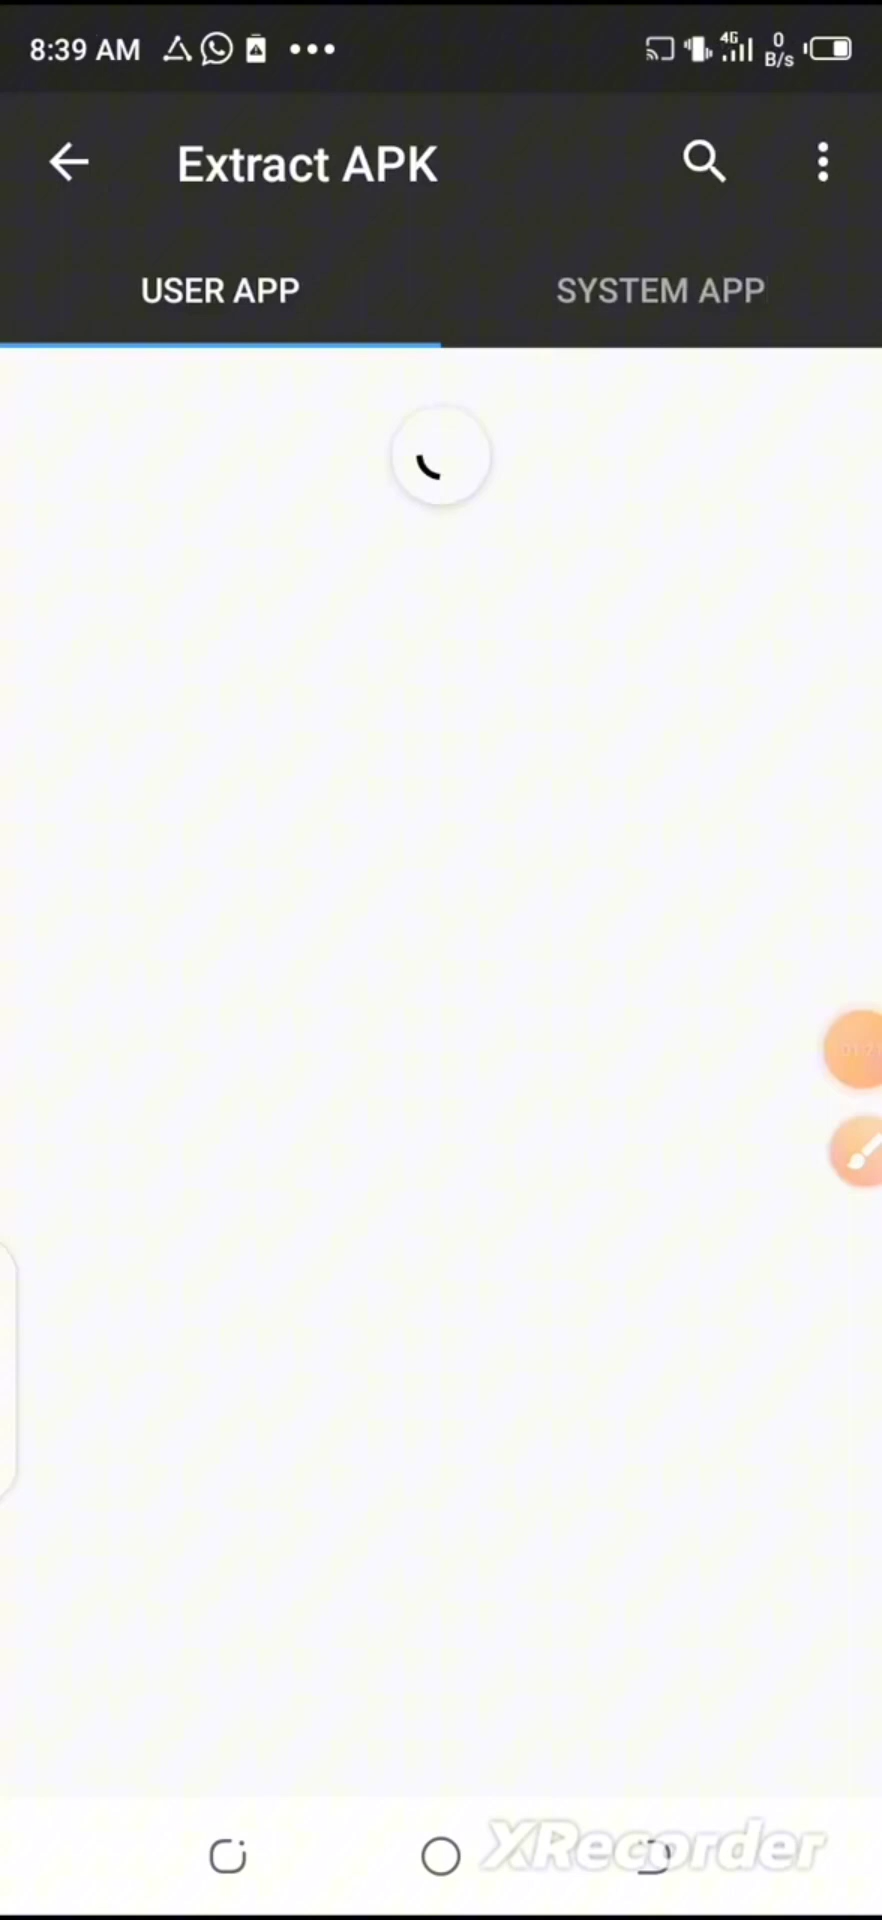 8:39 AM
4G
0
B/s
Extract APK
USER APP
SYSTEM APP
XRecorder